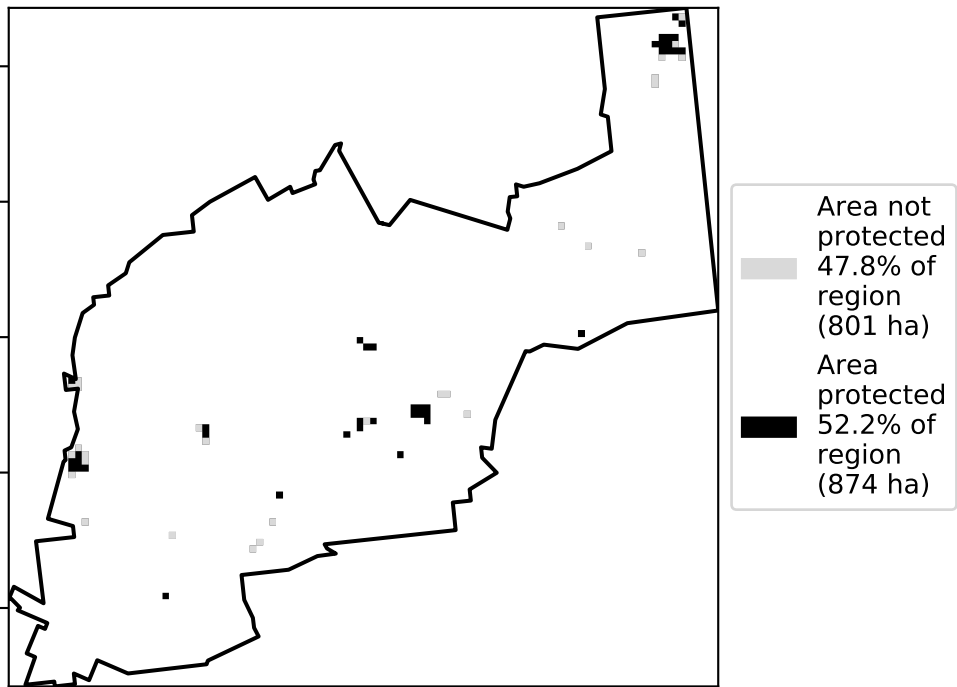 Area not
protected
47.8% of
region
(801 ha)
Area
protected
52.2% of
region
(874 ha)